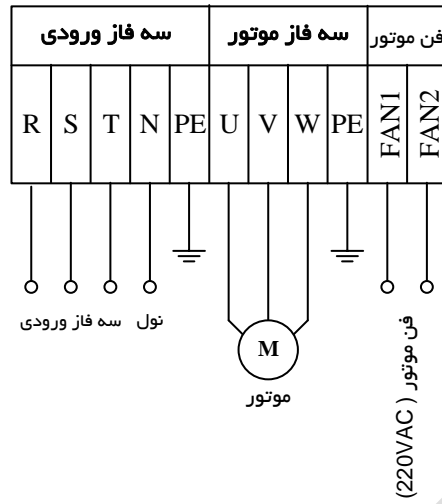 سه فاز ورودی
سه فاز موتور
فن موتور
R S T N PE U V W PE FAN1 FAN2
سه فاز ورودی
نول
M
موتور
فن موتور (220VAC)